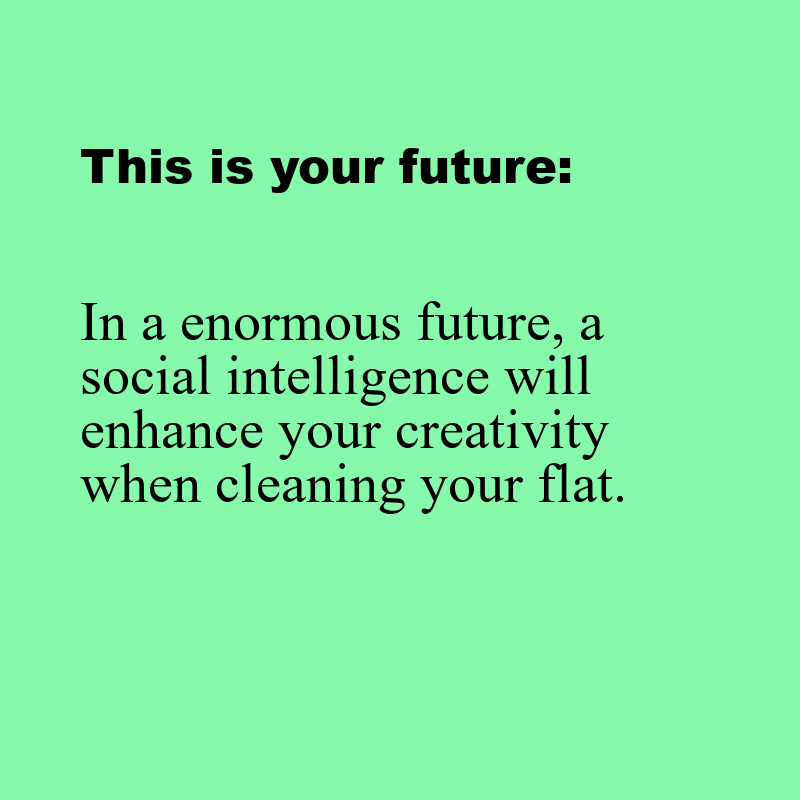 This is your future:
In a enormous future, a
social intelligence will
enhance your creativity
when cleaning your flat.